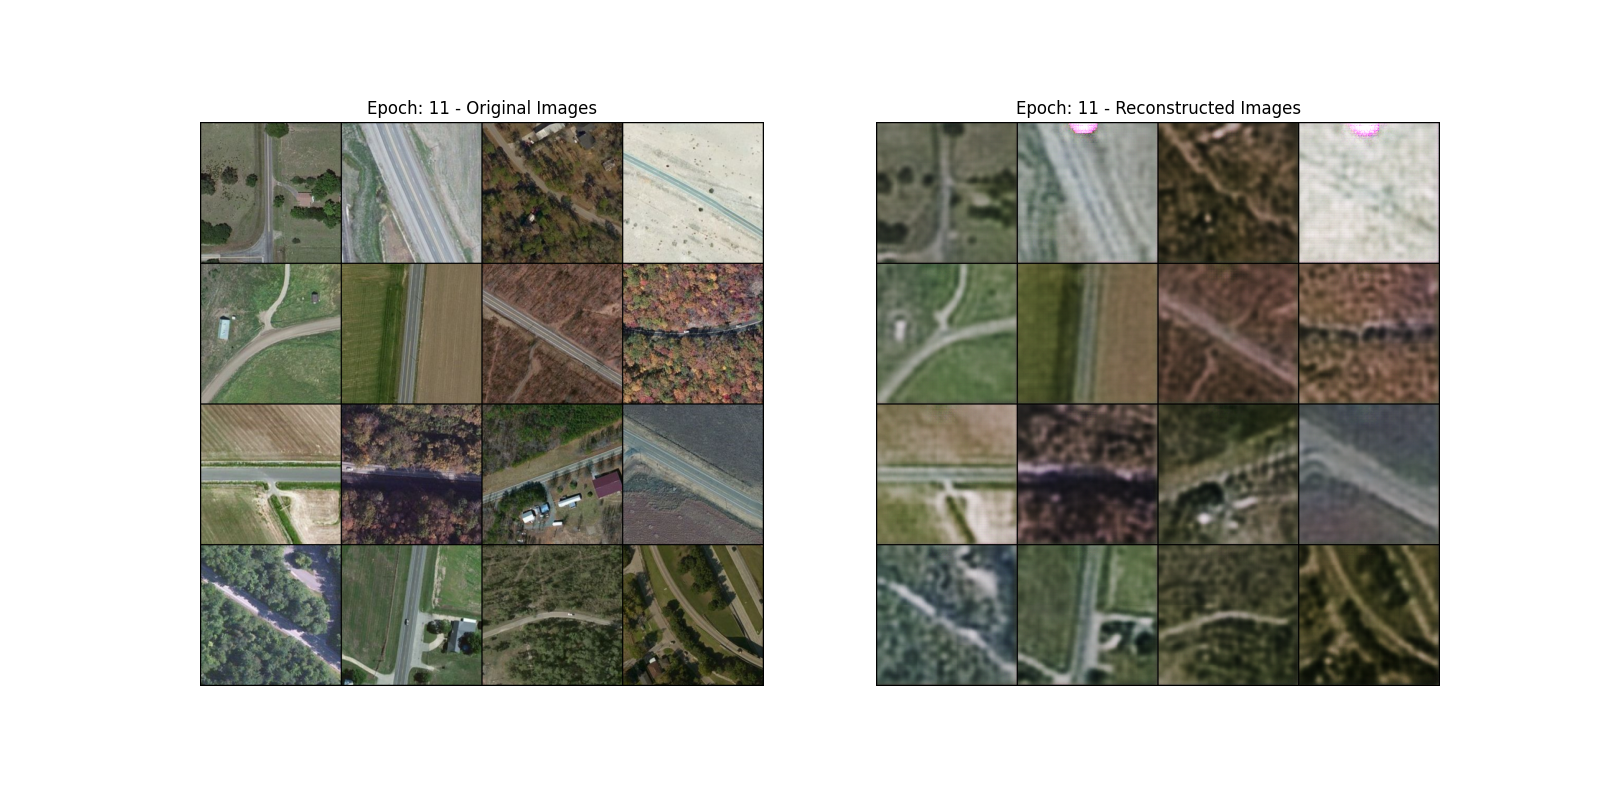 Epoch: 11 - Original Images
Epoch: 11 - Reconstructed Images